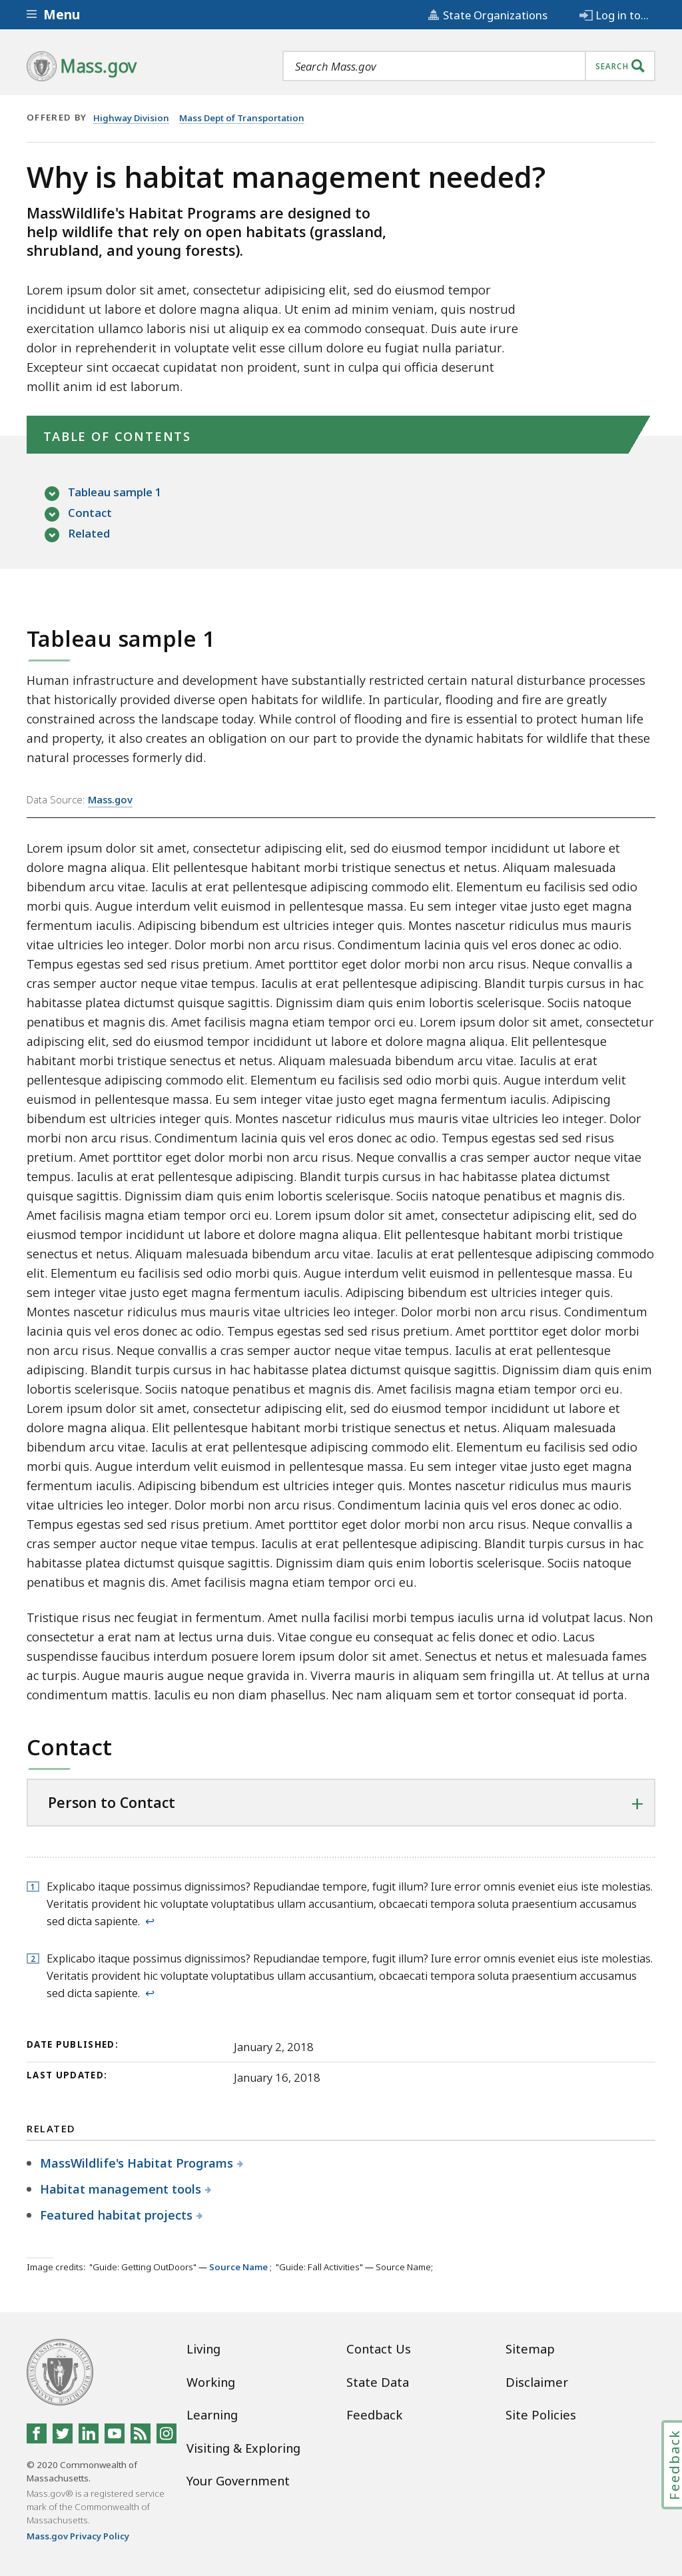 Menu
State Organizations
Log in to...
Mass.gov
Search Mass.gov
SEARCH
OFFERED BY Highway Division Mass Dept of Transportation
Why is habitat management needed?
MassWildlife's Habitat Programs are designed to
help wildlife that rely on open habitats (grassland,
shrubland, and young forests).
Lorem ipsum dolor sit amet, consectetur adipisicing elit, sed do eiusmod tempor
incididunt ut labore et dolore magna aliqua. Ut enim ad minim veniam, quis nostrud
exercitation ullamco laboris nisi ut aliquip ex ea commodo consequat. Duis aute irure
dolor in reprehenderit in voluptate velit esse cillum dolore eu fugiat nulla pariatur.
Excepteur sint occaecat cupidatat non proident, sunt in culpa qui officia deserunt
mollit anim id est laborum.
TABLE OF CONTENTS
Tableau sample 1
Contact
Related
Tableau sample 1
Human infrastructure and development have substantially restricted certain natural disturbance processes
that historically provided diverse open habitats for wildlife. In particular, flooding and fire are greatly
constrained across the landscape today. While control of flooding and fire is essential to protect human life
and property, it also creates an obligation on our part to provide the dynamic habitats for wildlife that these
natural processes formerly did.
Data Source: Mass.gov
Lorem ipsum dolor sit amet, consectetur adipiscing elit, sed do eiusmod tempor incididunt ut labore et
dolore magna aliqua. Elit pellentesque habitant morbi tristique senectus et netus. Aliquam malesuada
bibendum arcu vitae. Iaculis at erat pellentesque adipiscing commodo elit. Elementum eu facilisis sed odio
morbi quis. Augue interdum velit euismod in pellentesque massa. Eu sem integer vitae justo eget magna
fermentum iaculis. Adipiscing bibendum est ultricies integer quis. Montes nascetur ridiculus mus mauris
vitae ultricies leo integer. Dolor morbi non arcu risus. Condimentum lacinia quis vel eros donec ac odio.
Tempus egestas sed sed risus pretium. Amet porttitor eget dolor morbi non arcu risus. Neque convallis a
cras semper auctor neque vitae tempus. Iaculis at erat pellentesque adipiscing. Blandit turpis cursus in hac
habitasse platea dictumst quisque sagittis. Dignissim diam quis enim lobortis scelerisque. Sociis natoque
penatibus et magnis dis. Amet facilisis magna etiam tempor orci eu. Lorem ipsum dolor sit amet, consectetur
adipiscing elit, sed do eiusmod tempor incididunt ut labore et dolore magna aliqua. Elit pellentesque
habitant morbi tristique senectus et netus. Aliquam malesuada bibendum arcu vitae. Iaculis at erat
pellentesque adipiscing commodo elit. Elementum eu facilisis sed odio morbi quis. Augue interdum velit
euismod in pellentesque massa. Eu sem integer vitae justo eget magna fermentum iaculis. Adipiscing
bibendum est ultricies integer quis. Montes nascetur ridiculus mus mauris vitae ultricies leo integer. Dolor
morbi non arcu risus. Condimentum lacinia quis vel eros donec ac odio. Tempus egestas sed sed risus
pretium. Amet porttitor eget dolor morbi non arcu risus. Neque convallis a cras semper auctor neque vitae
tempus. Iaculis at erat pellentesque adipiscing. Blandit turpis cursus in hac habitasse platea dictumst
quisque sagittis. Dignissim diam quis enim lobortis scelerisque. Sociis natoque penatibus et magnis dis.
Amet facilisis magna etiam tempor orci eu. Lorem ipsum dolor sit amet, consectetur adipiscing elit, sed do
eiusmod tempor incididunt ut labore et dolore magna aliqua. Elit pellentesque habitant morbi tristique
senectus et netus. Aliquam malesuada bibendum arcu vitae. Iaculis at erat pellentesque adipiscing commodo
elit. Elementum eu facilisis sed odio morbi quis. Augue interdum velit euismod in pellentesque massa. Eu
sem integer vitae justo eget magna fermentum iaculis. Adipiscing bibendum est ultricies integer quis.
Montes nascetur ridiculus mus mauris vitae ultricies leo integer. Dolor morbi non arcu risus. Condimentum
lacinia quis vel eros donec ac odio. Tempus egestas sed sed risus pretium. Amet porttitor eget dolor morbi
non arcu risus. Neque convallis a cras semper auctor neque vitae tempus. Iaculis at erat pellentesque
adipiscing. Blandit turpis cursus in hac habitasse platea dictumst quisque sagittis. Dignissim diam quis enim
lobortis scelerisque. Sociis natoque penatibus et magnis dis. Amet facilisis magna etiam tempor orci eu.
Lorem ipsum dolor sit amet, consectetur adipiscing elit, sed do eiusmod tempor incididunt ut labore et
dolore magna aliqua. Elit pellentesque habitant morbi tristique senectus et netus. Aliquam malesuada
bibendum arcu vitae. Iaculis at erat pellentesque adipiscing commodo elit. Elementum eu facilisis sed odio
morbi quis. Augue interdum velit euismod in pellentesque massa. Eu sem integer vitae justo eget magna
fermentum iaculis. Adipiscing bibendum est ultricies integer quis. Montes nascetur ridiculus mus mauris
vitae ultricies leo integer. Dolor morbi non arcu risus. Condimentum lacinia quis vel eros donec ac odio.
Tempus egestas sed sed risus pretium. Amet porttitor eget dolor morbi non arcu risus. Neque convallis a
cras semper auctor neque vitae tempus. Iaculis at erat pellentesque adipiscing. Blandit turpis cursus in hac
habitasse platea dictumst quisque sagittis. Dignissim diam quis enim lobortis scelerisque. Sociis natoque
penatibus et magnis dis. Amet facilisis magna etiam tempor orci eu.
Tristique risus nec feugiat in fermentum. Amet nulla facilisi morbi tempus iaculis urna id volutpat lacus. Non
consectetur a erat nam at lectus urna duis. Vitae congue eu consequat ac felis donec et odio. Lacus
suspendisse faucibus interdum posuere lorem ipsum dolor sit amet. Senectus et netus et malesuada fames
ac turpis. Augue mauris augue neque gravida in. Viverra mauris in aliquam sem fringilla ut. At tellus at urna
condimentum mattis. Iaculis eu non diam phasellus. Nec nam aliquam sem et tortor consequat id porta.
Contact
Person to Contact
1 Explicabo itaque possimus dignissimos? Repudiandae tempore, fugit illum? Iure error omnis eveniet eius iste molestias.
Veritatis provident hic voluptate voluptatibus ullam accusantium, obcaecati tempora soluta praesentium accusamus
sed dicta sapiente. ↩
2 Explicabo itaque possimus dignissimos? Repudiandae tempore, fugit illum? Iure error omnis eveniet eius iste molestias.
Veritatis provident hic voluptate voluptatibus ullam accusantium, obcaecati tempora soluta praesentium accusamus
sed dicta sapiente. ↩
DATE PUBLISHED: January 2, 2018
LAST UPDATED: January 16, 2018
RELATED
MassWildlife's Habitat Programs
Habitat management tools
Featured habitat projects
Image credits: "Guide: Getting OutDoors" — Source Name ; "Guide: Fall Activities" — Source Name;
Living
Working
Learning
Visiting & Exploring
Your Government
Contact Us
State Data
Feedback
Sitemap
Disclaimer
Site Policies
© 2020 Commonwealth of
Massachusetts.
Mass.gov® is a registered service
mark of the Commonwealth of
Massachusetts.
Mass.gov Privacy Policy
Feedback